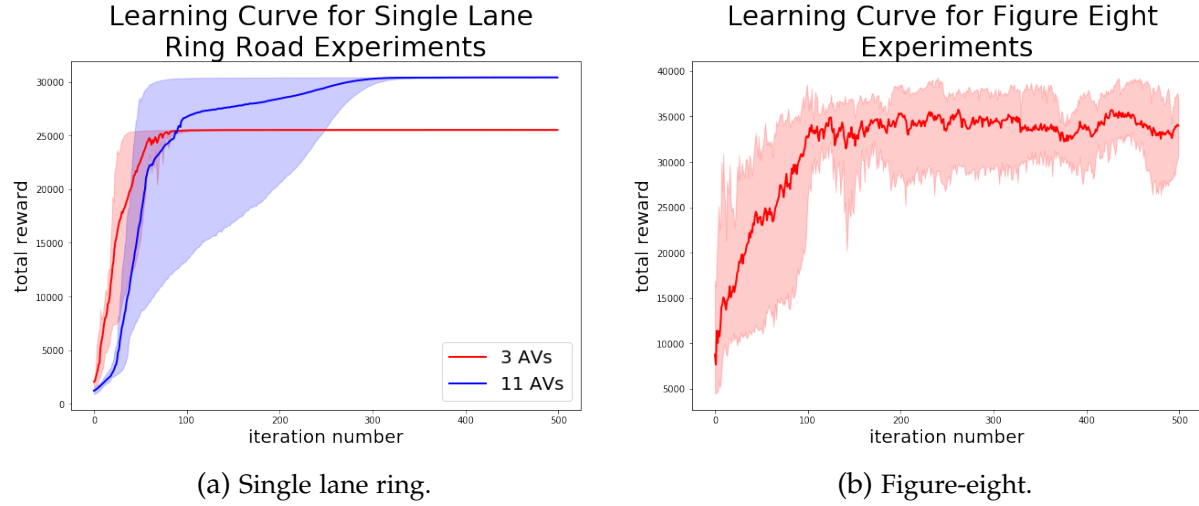 Learning Curve for Single Lane
Ring Road Experiments
30000
25000
20000
15000
10000
5000
0
total reward
3 AVs
11 AVs
0 100 200 300 400 500
iteration number
(a) Single lane ring.
Learning Curve for Figure Eight
Experiments
40000
35000
30000
25000
20000
15000
10000
5000
total reward
0 100 200 300 400 500
iteration number
(b) Figure-eight.